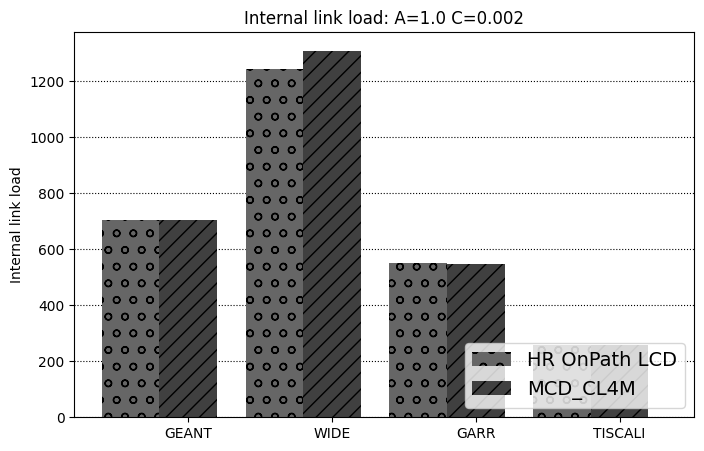 Internal link load: A=1.0 C=0.002
Internal link load
1200
1000
800
600
400
200
0
GEANT
WIDE
GARR
TISCALI
HR OnPath LCD
MCD_CL4M